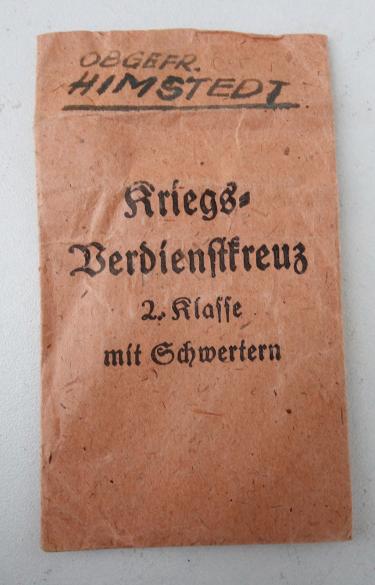 OBGEFR.
HIMSTEDT
Kriegs-
Verdienstkreuz
2. Klasse
mit Schwertern